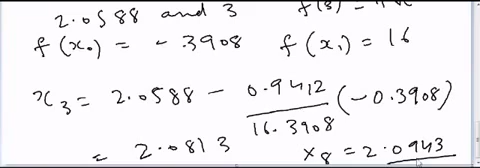 2.0588 and 3 f(3) =
f(x₀) = - .3908 f(x₁) = 16
x₃ = 2.0588 - 0.9412/16.3908 (-0.3908)
= 2.0813 x₈ = 2.0943